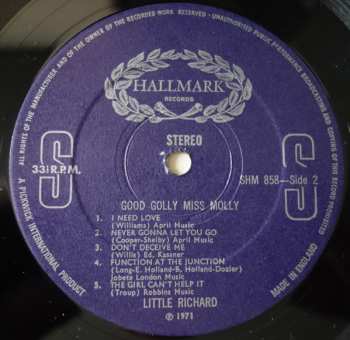 ALL RIGHTS OF THE MANUFACTURER AND OF THE OWNER OF THE RECORDED WORK RESERVED - UNAUTHORISED PUBLIC PERFORMANCE BROADCASTING AND COPYING OF THIS RECORD PROHIBITED
HALLMARK
RECORDS
STEREO
S
S
33⅓ R.P.M.
SHM 858—Side 2
GOOD GOLLY MISS MOLLY
1. I NEED LOVE
(Williams) April Music
2. NEVER GONNA LET YOU GO
(Cooper-Shelby) April Music
3. DON'T DECEIVE ME
(Willis) Ed. Kassner
4. FUNCTION AT THE JUNCTION
(Long-E. Holland-B. Holland-Dozier)
Jobete London Music
5. THE GIRL CAN'T HELP IT
(Troup) Robbins Music
LITTLE RICHARD
℗ 1971
A PICKWICK INTERNATIONAL PRODUCT
MADE IN ENGLAND